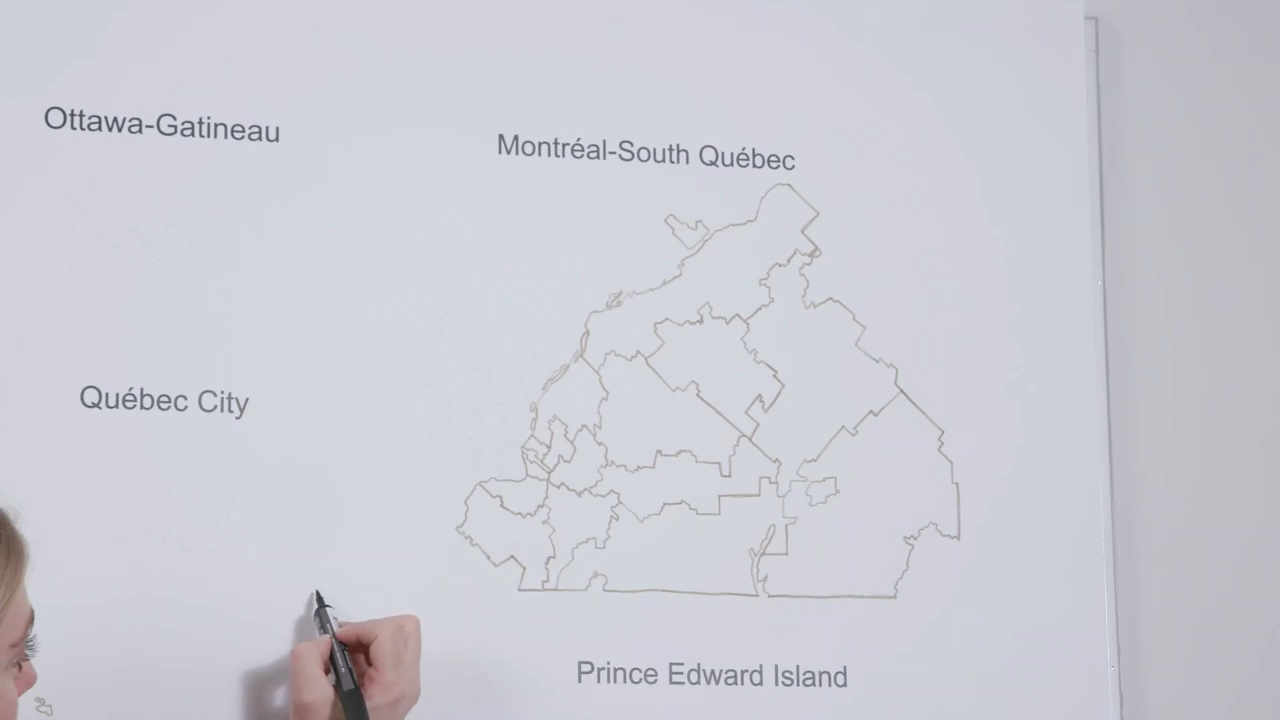 Ottawa-Gatineau
Montréal-South Québec
Québec City
Prince Edward Island